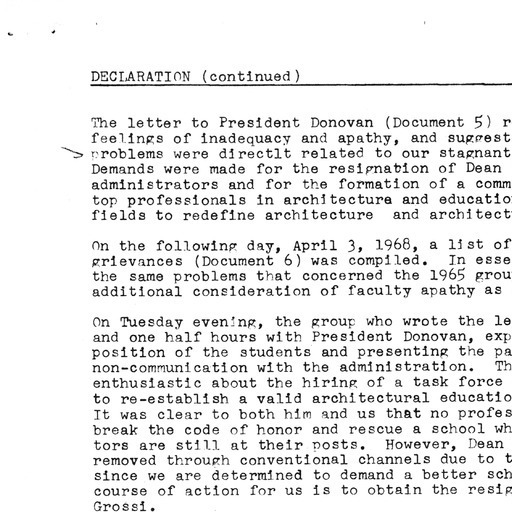 DECLARATION (continued)
The letter to President Donovan (Document 5) r
feelings of inadequacy and apathy, and suggest
problems were directlt related to our stagnant
Demands were made for the resignation of Dean
administrators and for the formation of a comm
top professionals in architecture and educatio
fields to redefine architecture and architect
On the following day, April 3, 1968, a list of
grievances (Document 6) was compiled. In esse
the same problems that concerned the 1965 grou
additional consideration of faculty apathy as
On Tuesday evening, the group who wrote the le
and one half hours with President Donovan, exp
position of the students and presenting the pa
non-communication with the administration. Th
enthusiastic about the hiring of a task force
to re-establish a valid architectural educatio
It was clear to both him and us that no profes
break the code of honor and rescue a school wh
tors are still at their posts. However, Dean
removed through conventional channels due to t
since we are determined to demand a better sch
course of action for us is to obtain the resig
Grossi.